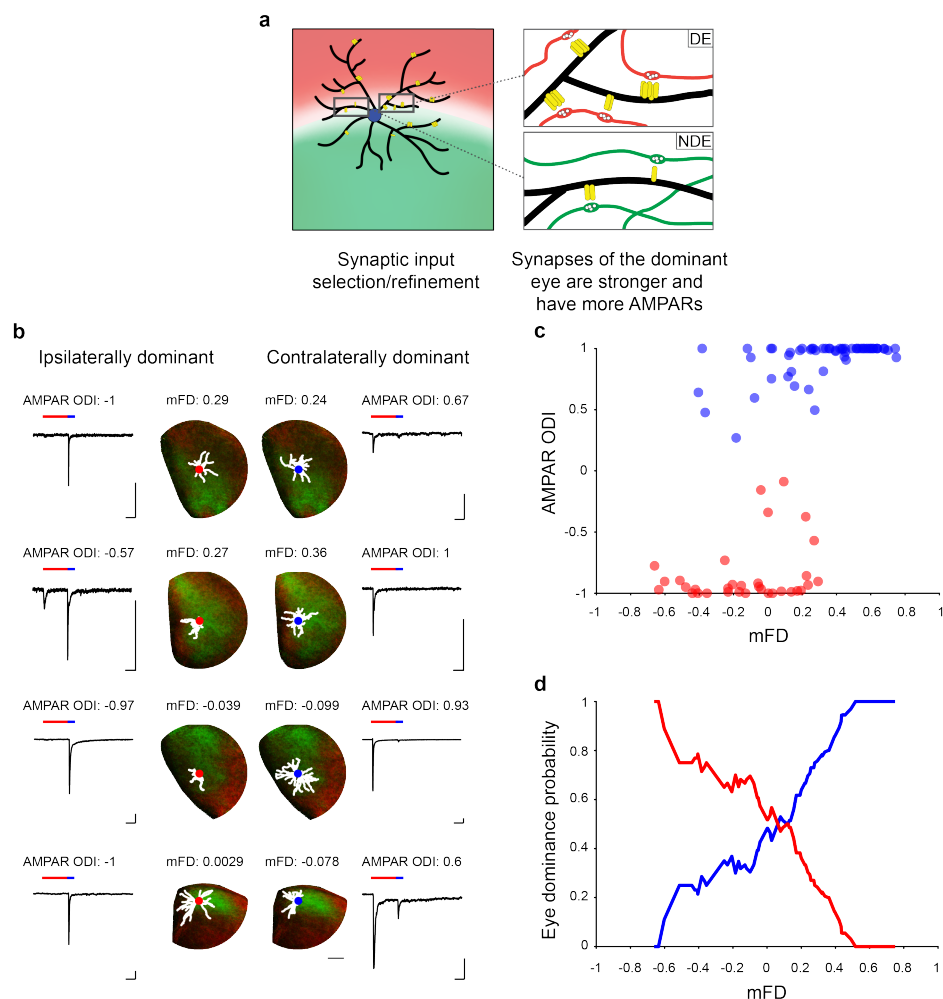 a
DE
NDE
Synaptic input
selection/refinement
Synapses of the dominant
eye are stronger and
have more AMPARs
b
Ipsilaterally dominant
Contralaterally dominant
AMPAR ODI: -1
mFD: 0.29
mFD: 0.24
AMPAR ODI: 0.67
AMPAR ODI: -0.57
mFD: 0.27
mFD: 0.36
AMPAR ODI: 1
AMPAR ODI: -0.97
mFD: -0.039
mFD: -0.099
AMPAR ODI: 0.93
AMPAR ODI: -1
mFD: 0.0029
mFD: -0.078
AMPAR ODI: 0.6
c
AMPAR ODI
1
0.5
0
-0.5
-1
-1 -0.8 -0.6 -0.4 -0.2 0 0.2 0.4 0.6 0.8 1
mFD
d
Eye dominance probability
1
0.8
0.6
0.4
0.2
0
-1 -0.8 -0.6 -0.4 -0.2 0 0.2 0.4 0.6 0.8 1
mFD